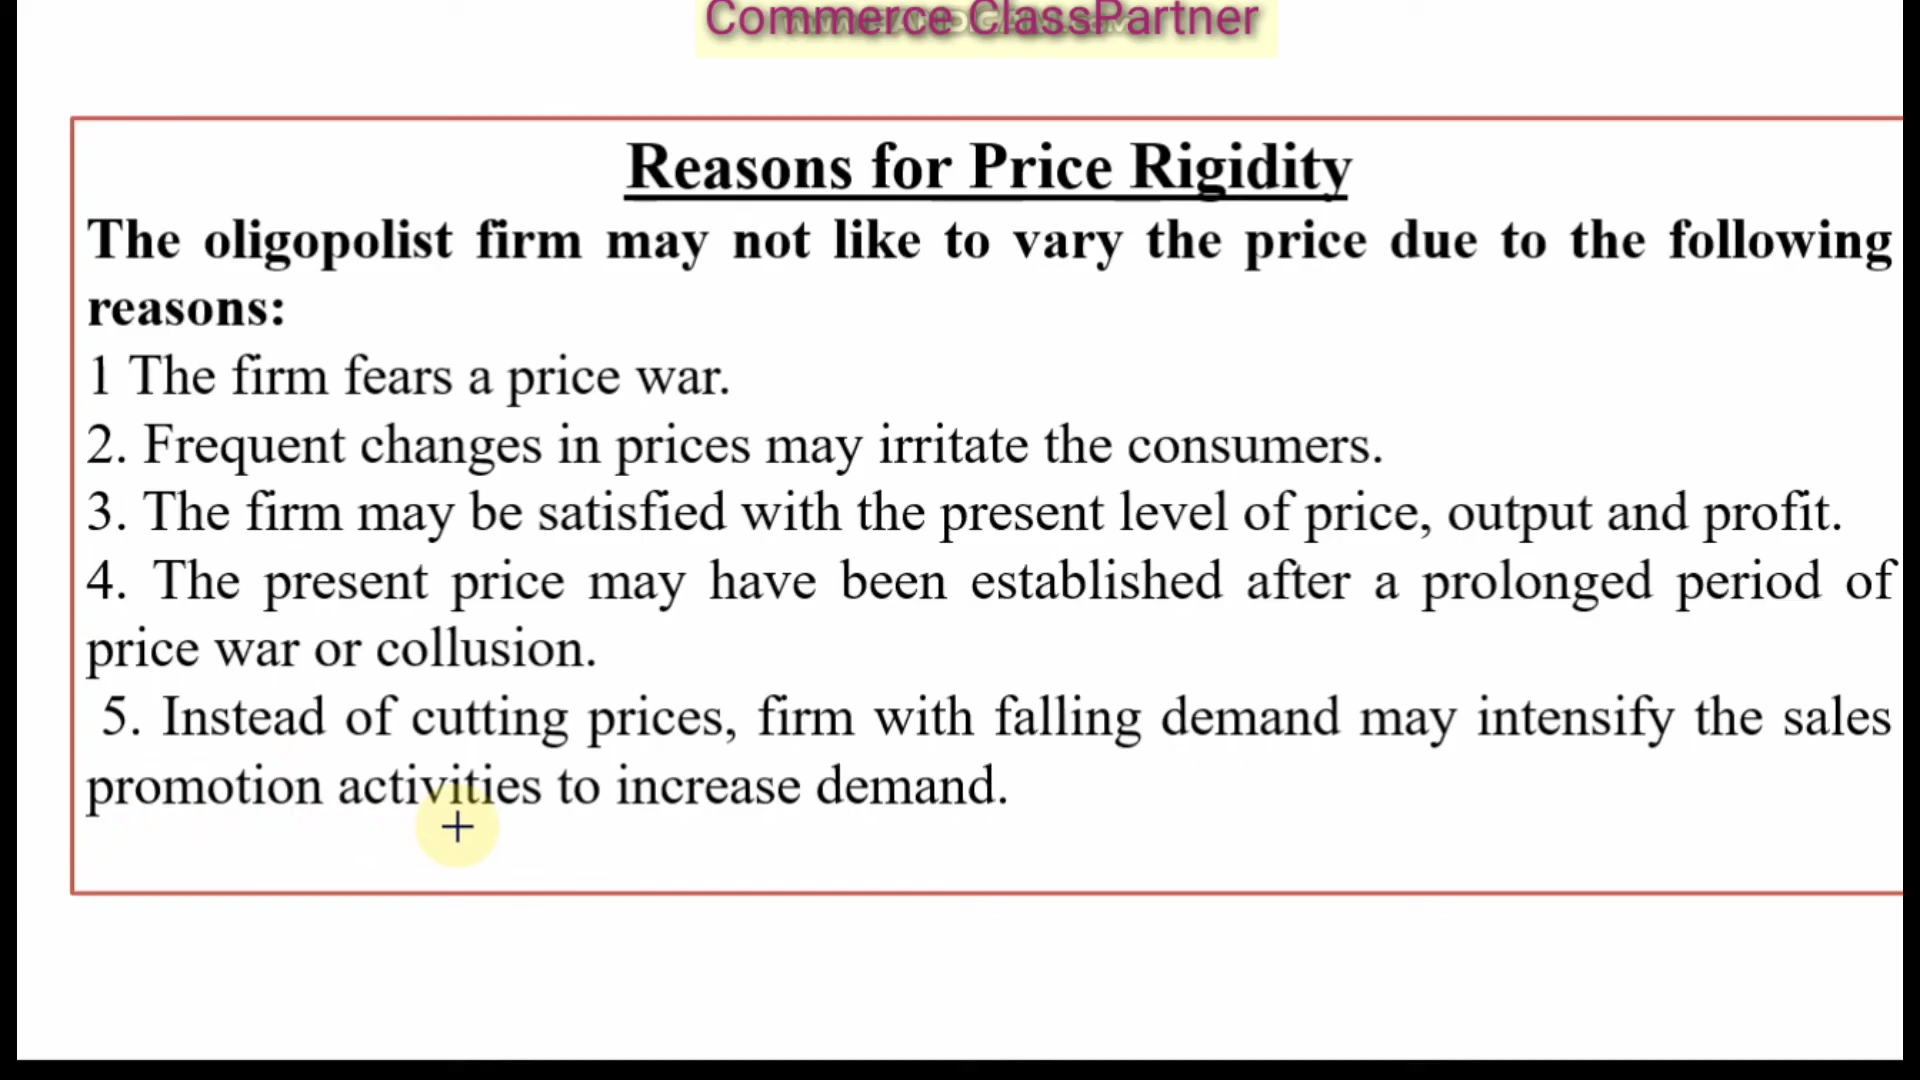 Commerce ClassPartner
Reasons for Price Rigidity
The oligopolist firm may not like to vary the price due to the following
reasons:
1 The firm fears a price war.
2. Frequent changes in prices may irritate the consumers.
3. The firm may be satisfied with the present level of price, output and profit.
4. The present price may have been established after a prolonged period of
price war or collusion.
5. Instead of cutting prices, firm with falling demand may intensify the sales
promotion activities to increase demand.